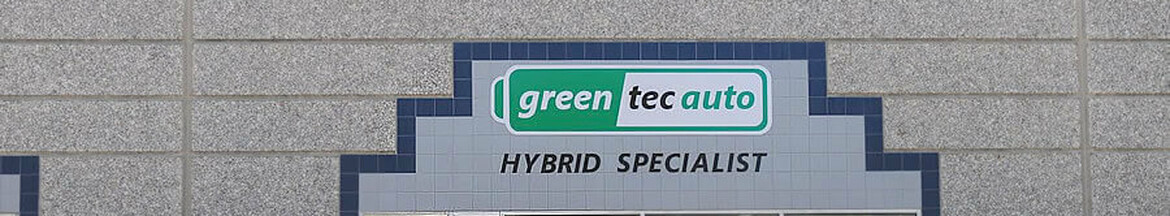 green tec auto
HYBRID SPECIALIST